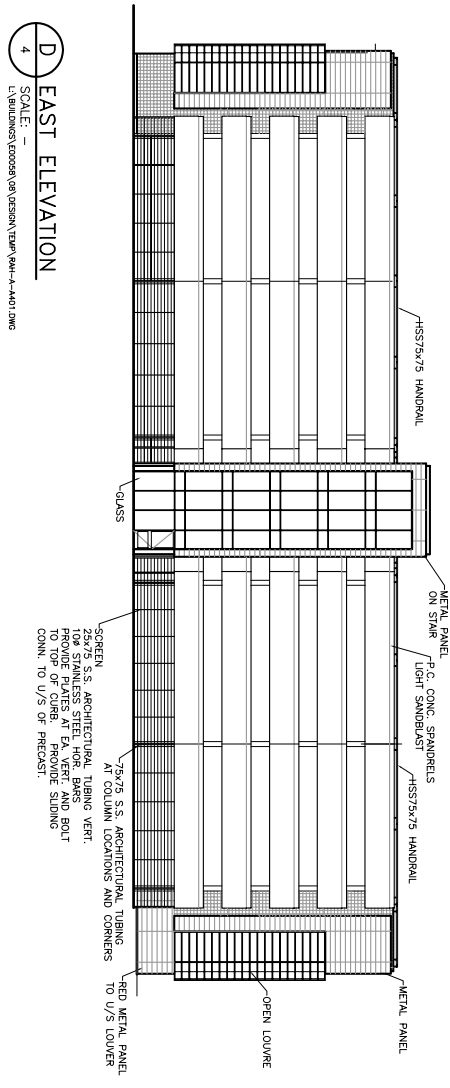 HSS75x75 HANDRAIL
METAL PANEL
ON STAIR
P.C. CONC. SPANDRELS
LIGHT SANDBLAST
HSS75x75 HANDRAIL
METAL PANEL
OPEN LOUVRE
GLASS
SCREEN
25x75 S.S. ARCHITECTURAL TUBING VERT.
10ø STAINLESS STEEL HOR. BARS
PROVIDE PLATES AT EA. VERT. AND BOLT
TO TOP OF CURB. PROVIDE SLIDING
CONN. TO U/S OF PRECAST.
75x75 S.S. ARCHITECTURAL TUBING
AT COLUMN LOCATIONS AND CORNERS
RED METAL PANEL
TO U/S LOUVER
D
4
EAST ELEVATION
SCALE: –
L:\BUILDINGS\E0005B\08\DESIGN\TEMP\RAH-A-A401.DWG